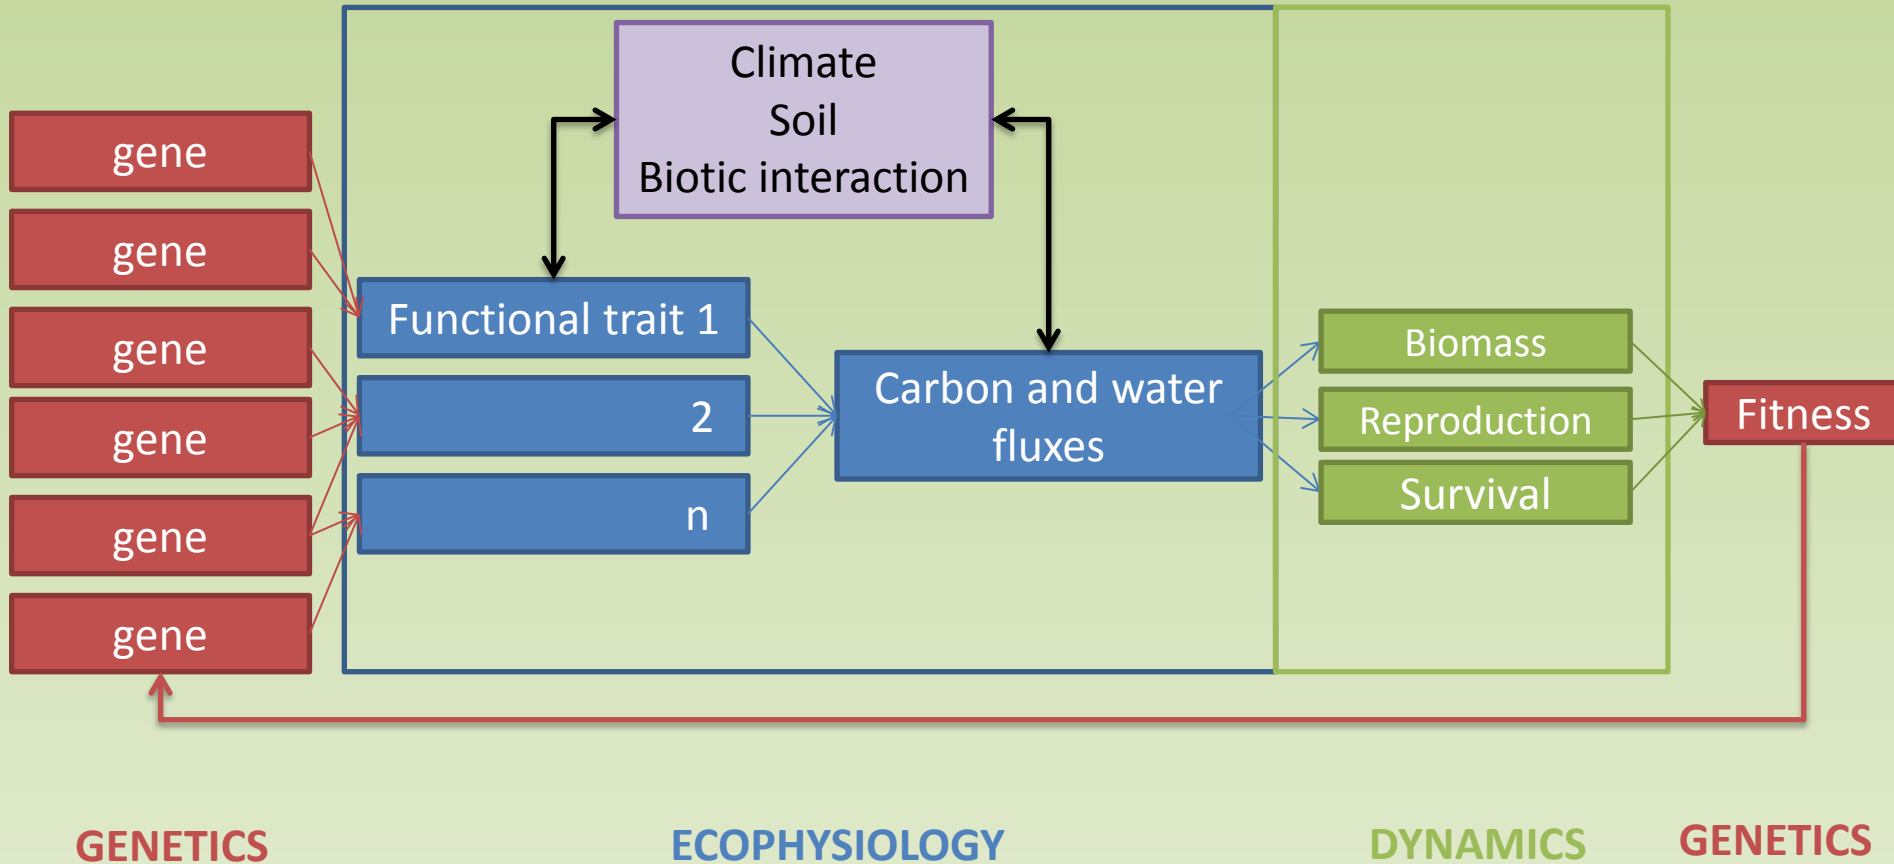 Climate
Soil
Biotic interaction
gene
gene
gene
gene
gene
gene
Functional trait 1
2
n
Carbon and water
fluxes
Biomass
Reproduction
Survival
Fitness
GENETICS
ECOPHYSIOLOGY
DYNAMICS
GENETICS